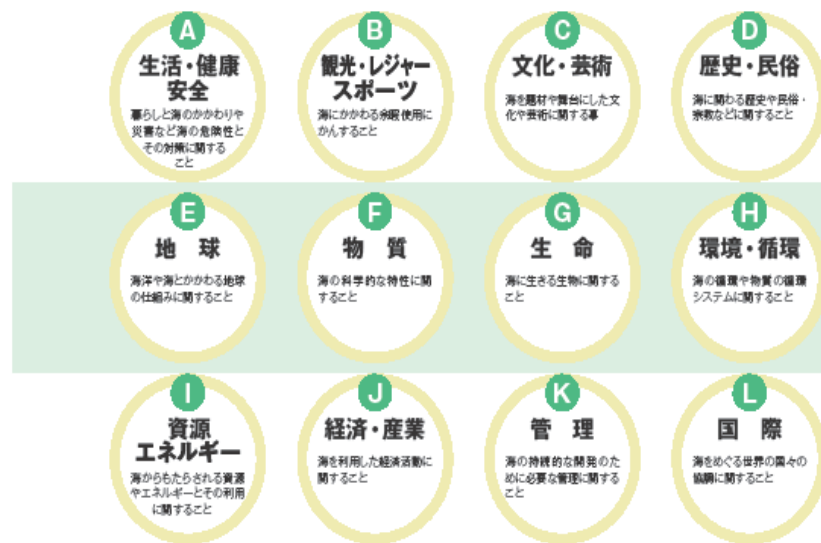 A
生活・健康
安全
暮らしと海のかかわりや
災害など海の危険性と
その対策に関する
こと
B
観光・レジャー
スポーツ
海にかかわる余暇使用に
かんすること
C
文化・芸術
海を題材や舞台にした文
化や芸術に関する事
D
歴史・民俗
海に関わる歴史や民俗・
宗教などに関すること
E
地 球
海洋や海とかかわる地球
の仕組みに関すること
F
物 質
海の科学的な特性に関
すること
G
生 命
海に生きる生物に関する
こと
H
環境・循環
海の循環や物質の循環
システムに関すること
I
資源
エネルギー
海からもたらされる資源
やエネルギーとその利用
に関すること
J
経済・産業
海を利用した経済活動に
関すること
K
管 理
海の持続的な開発のた
めに必要な管理に関する
こと
L
国 際
海をめぐる世界の国々の
協調に関すること